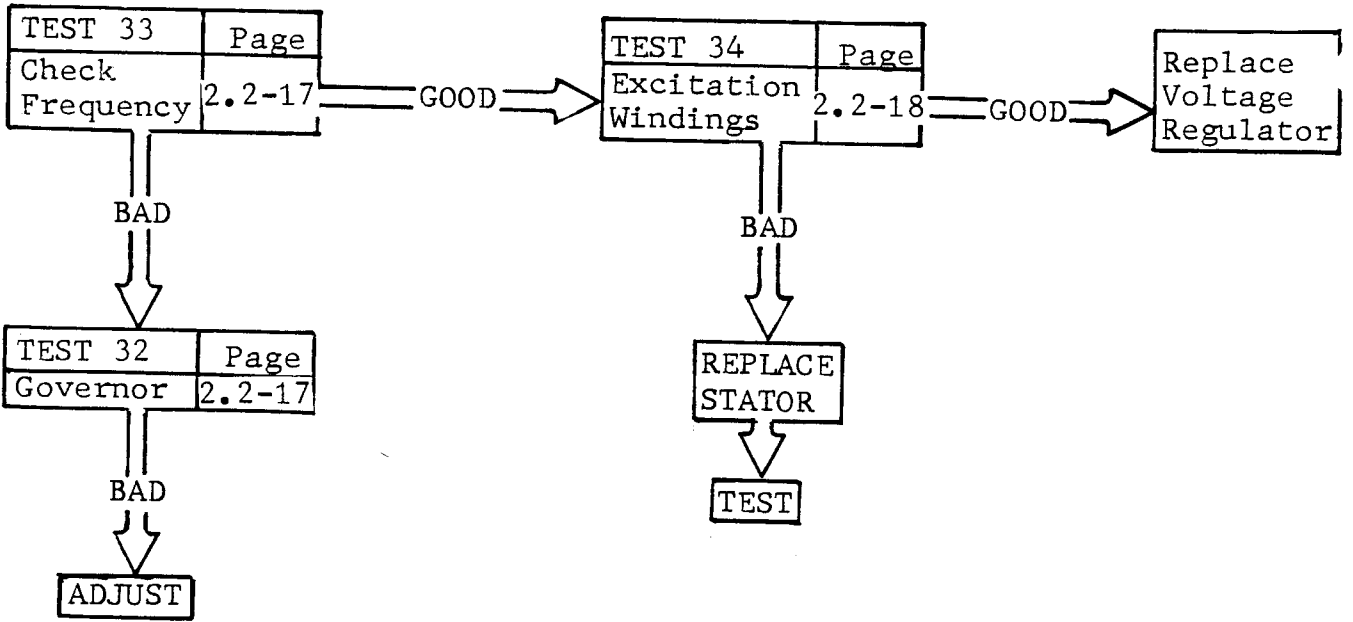 TEST 33
Page
Check
Frequency
2.2-17
GOOD
TEST 34
Page
Excitation
Windings
2.2-18
GOOD
Replace
Voltage
Regulator
BAD
BAD
TEST 32
Page
Governor
2.2-17
REPLACE
STATOR
BAD
TEST
ADJUST